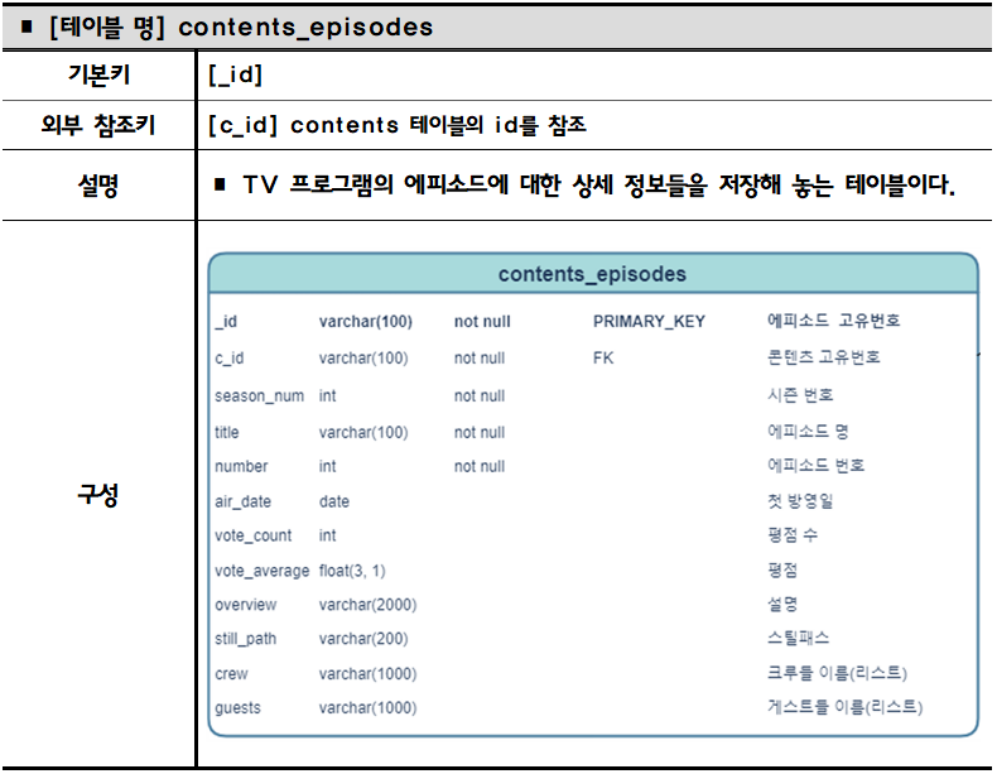 ■ [테이블 명] contents_episodes
기본키 [_id]
외부 참조키 [c_id] contents 테이블의 id를 참조
설명 ■ TV 프로그램의 에피소드에 대한 상세 정보들을 저장해 놓는 테이블이다.
구성
contents_episodes
_id varchar(100) not null PRIMARY_KEY 에피소드 고유번호
c_id varchar(100) not null FK 콘텐츠 고유번호
season_num int not null 시즌 번호
title varchar(100) not null 에피소드 명
number int not null 에피소드 번호
air_date date 첫 방영일
vote_count int 평점 수
vote_average float(3, 1) 평점
overview varchar(2000) 설명
still_path varchar(200) 스틸패스
crew varchar(1000) 크루들 이름(리스트)
guests varchar(1000) 게스트들 이름(리스트)